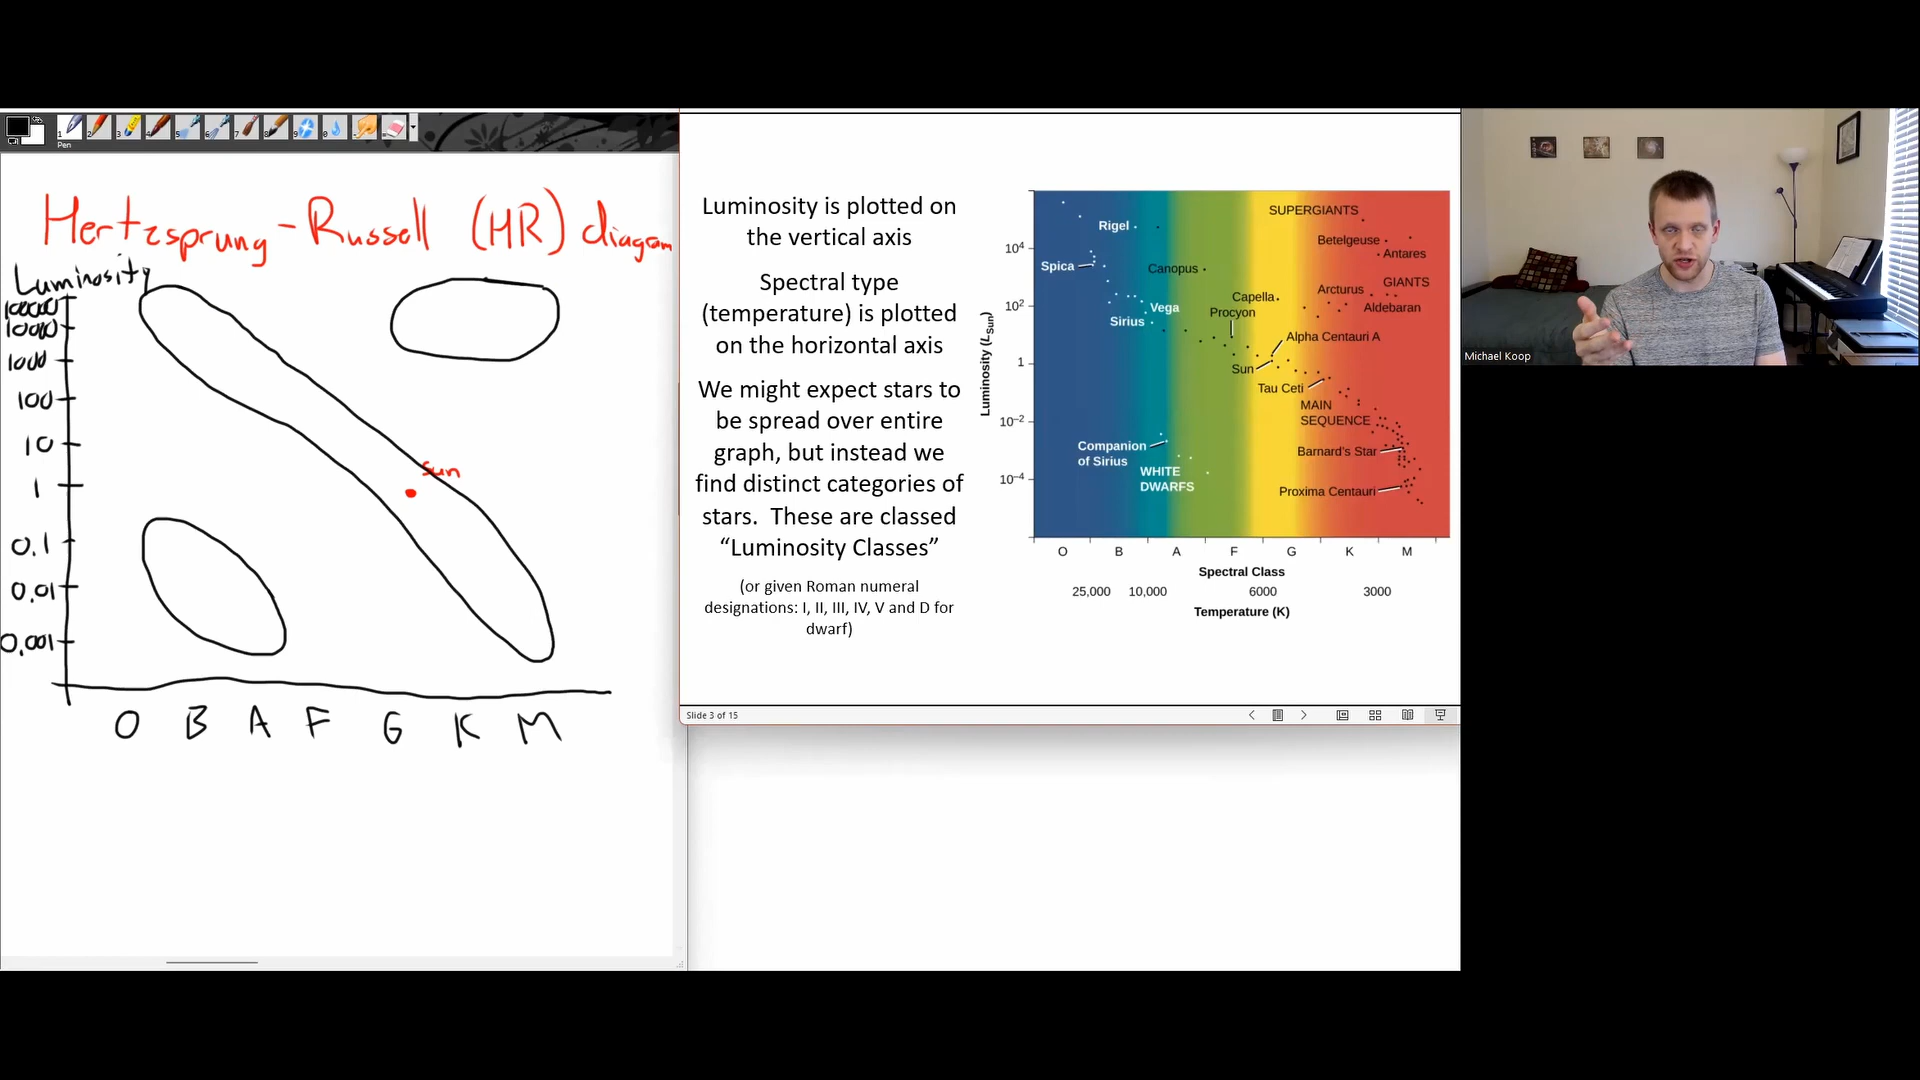 Pen
Hertzsprung - Russell (HR) diagram
Luminosity
100000
10000
1000
100
10
1
0.1
0.01
0.001
sun
O B A F G K M
Luminosity is plotted on
the vertical axis
Spectral type
(temperature) is plotted
on the horizontal axis
We might expect stars to
be spread over entire
graph, but instead we
find distinct categories of
stars. These are classed
“Luminosity Classes”
(or given Roman numeral
designations: I, II, III, IV, V and D for
dwarf)
Luminosity (LSun)
10⁴
10²
1
10⁻²
10⁻⁴
SUPERGIANTS
Rigel
Betelgeuse
Antares
Spica
Canopus
GIANTS
Arcturus
Capella
Aldebaran
Vega
Procyon
Sirius
Alpha Centauri A
Sun
Tau Ceti
MAIN
SEQUENCE
Companion
of Sirius
Barnard's Star
WHITE
DWARFS
Proxima Centauri
O B A F G K M
Spectral Class
25,000 10,000 6000 3000
Temperature (K)
Slide 3 of 15
Michael Koop